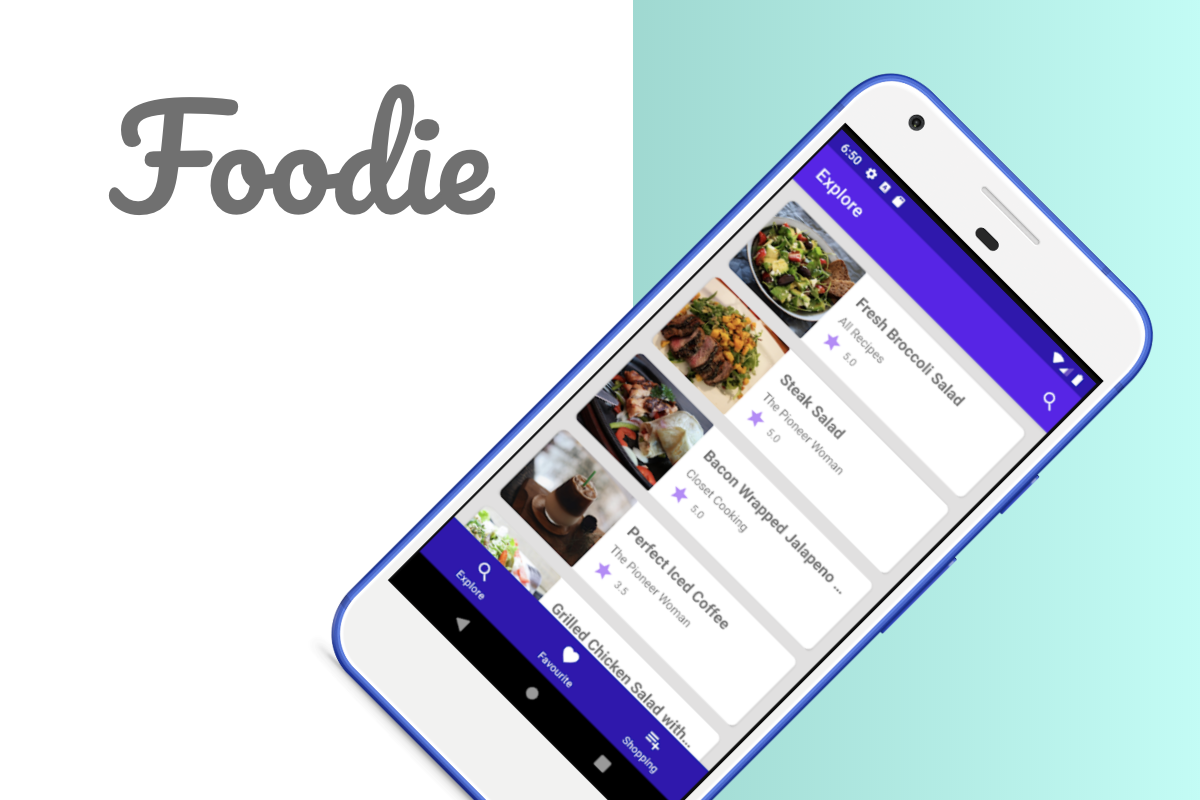 Foodie
6:50
Explore
Fresh Broccoli Salad
All Recipes
5.0
Steak Salad
The Pioneer Woman
5.0
Bacon Wrapped Jalapeno ...
Closet Cooking
5.0
Perfect Iced Coffee
The Pioneer Woman
3.5
Grilled Chicken Salad with...
Explore
Favourite
Shopping